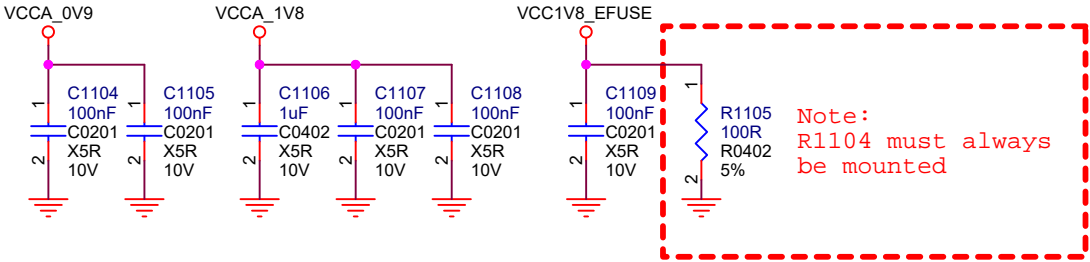 VCCA_0V9
VCCA_1V8
VCC1V8_EFUSE
1
C1104
100nF
C0201
X5R
10V
2
1
C1105
100nF
C0201
X5R
10V
2
1
C1106
1uF
C0402
X5R
10V
2
1
C1107
100nF
C0201
X5R
10V
2
1
C1108
100nF
C0201
X5R
10V
2
1
C1109
100nF
C0201
X5R
10V
2
1
R1105
100R
R0402
5%
2
Note:
R1104 must always
be mounted